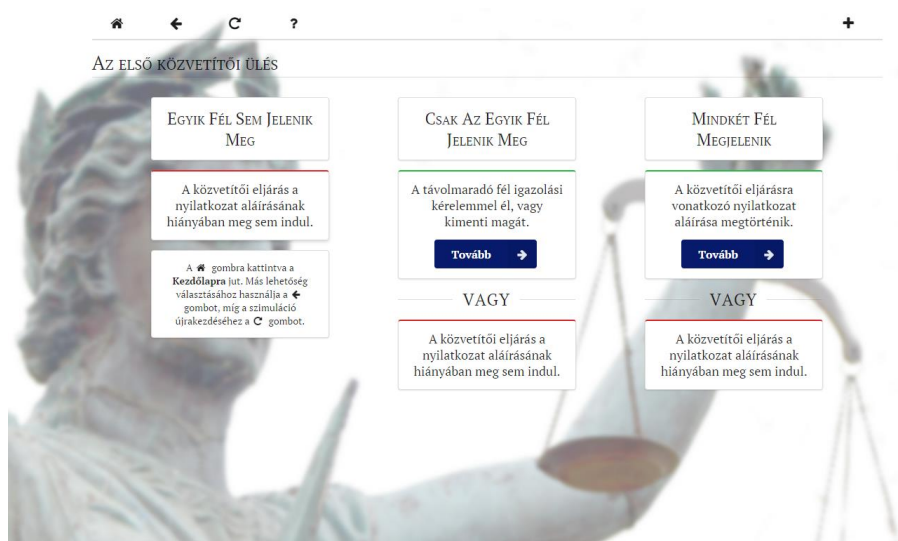 ?
Az első közvetítői ülés
Egyik Fél Sem Jelenik
Meg
A közvetítői eljárás a
nyilatkozat aláírásának
hiányában meg sem indul.
A gombra kattintva a
Kezdőlapra jut. Más lehetőség
választásához használja a
gombot, míg a szimuláció
újrakezdéséhez a gombot.
Csak Az Egyik Fél
Jelenik Meg
A távolmaradó fél igazolási
kérelemmel él, vagy
kimenti magát.
Tovább
VAGY
A közvetítői eljárás a
nyilatkozat aláírásának
hiányában meg sem indul.
Mindkét Fél
Megjelenik
A közvetítői eljárásra
vonatkozó nyilatkozat
aláírása megtörténik.
Tovább
VAGY
A közvetítői eljárás a
nyilatkozat aláírásának
hiányában meg sem indul.